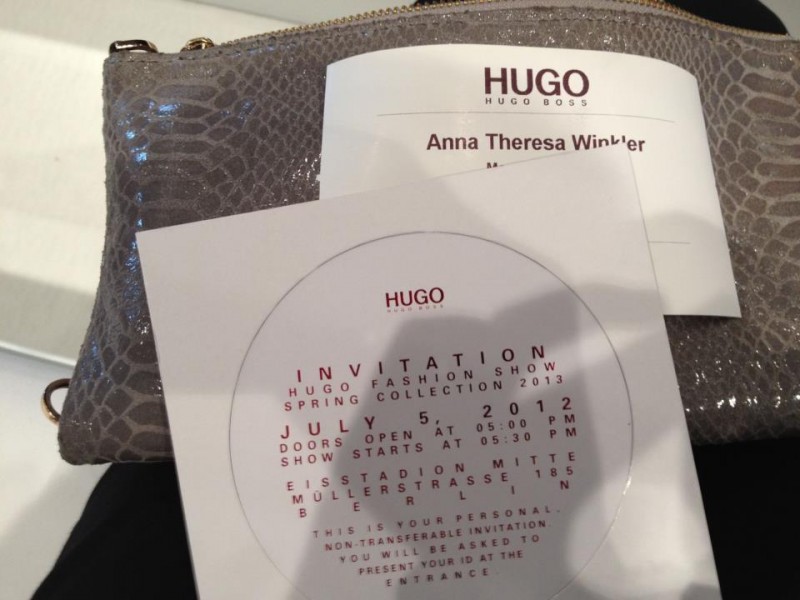 HUGO
HUGO BOSS
Anna Theresa Winkler
HUGO
HUGO BOSS
INVITATION
HUGO FASHION SHOW
SPRING COLLECTION 2013
JULY 5, 2012
DOORS OPEN AT 05:00 PM
SHOW STARTS AT 05:30 PM
EISSTADION MITTE
MÜLLERSTRASSE 185
BERLIN
THIS IS YOUR PERSONAL,
NON-TRANSFERABLE INVITATION.
YOU WILL BE ASKED TO
PRESENT YOUR ID AT THE
ENTRANCE.